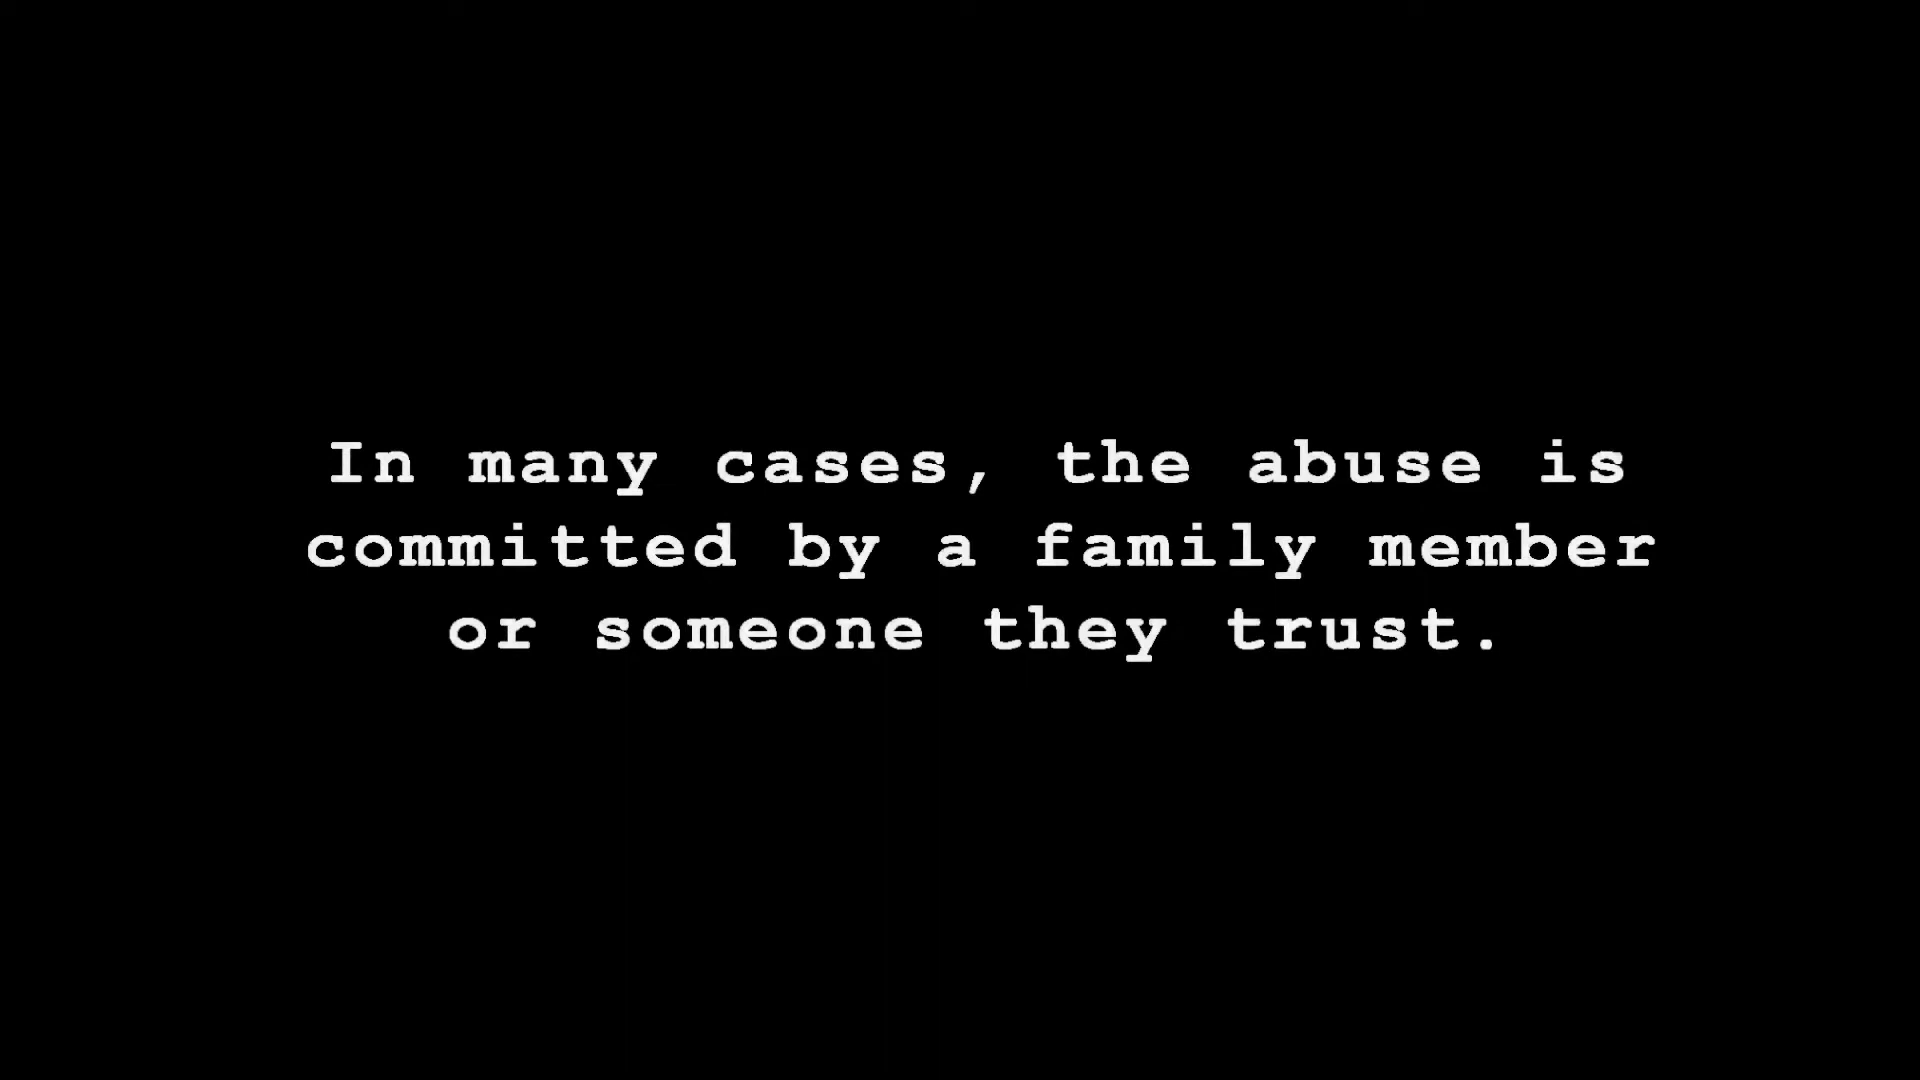 In many cases, the abuse is
committed by a family member
or someone they trust.